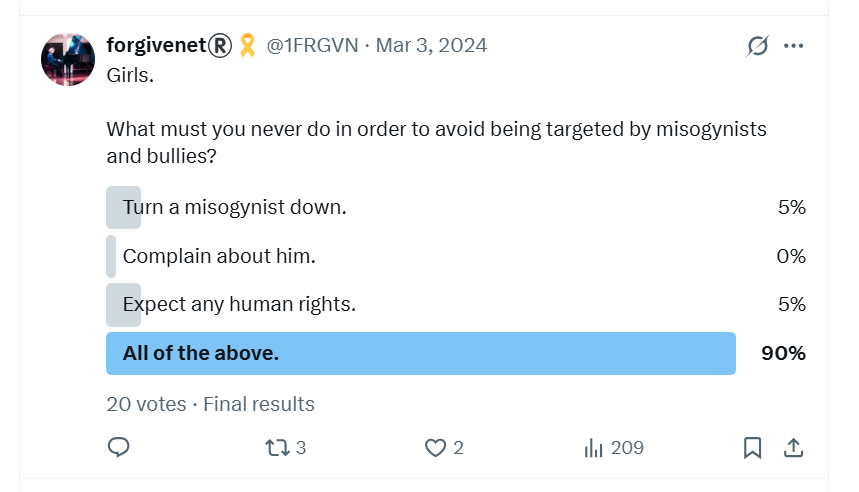 forgivenet® 🎗️ @1FRGVN · Mar 3, 2024
Girls.
What must you never do in order to avoid being targeted by misogynists
and bullies?
Turn a misogynist down. 5%
Complain about him. 0%
Expect any human rights. 5%
All of the above. 90%
20 votes · Final results
3 2 209